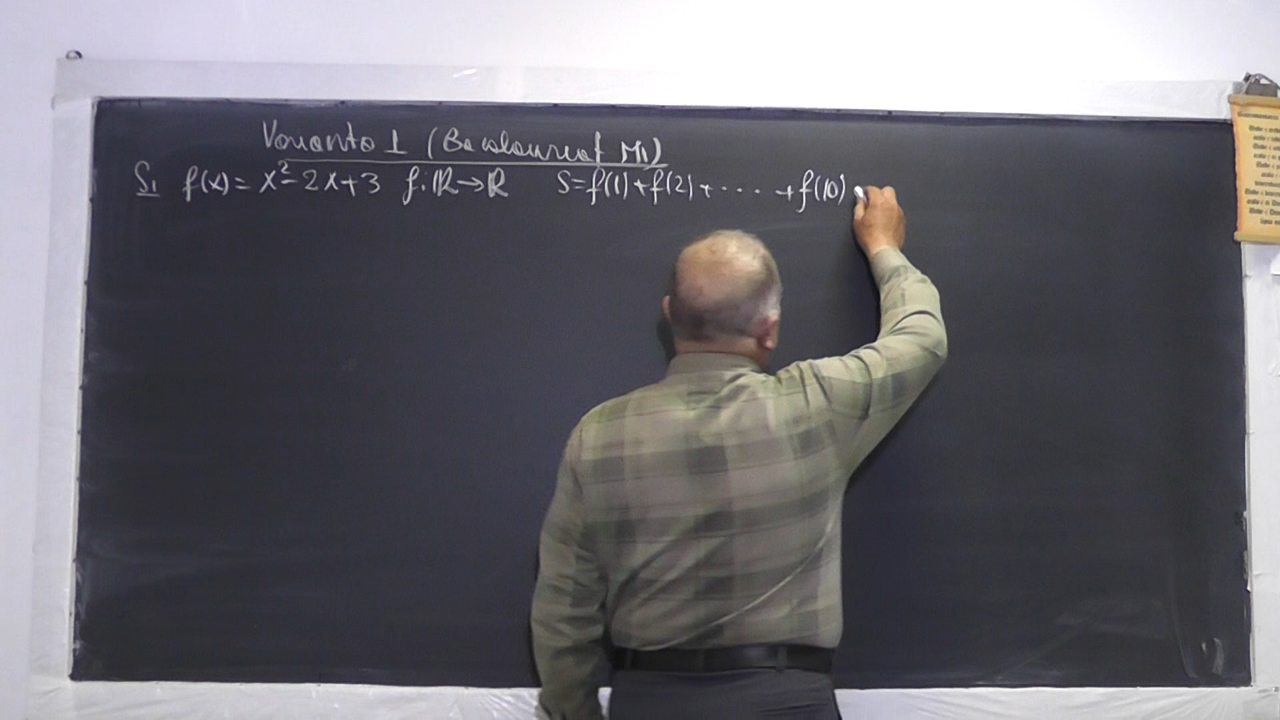 Varianta 1 (Bacalaureat M1)
S1 f(x) = x²-2x+3 f:ℝ→ℝ S=f(1)+f(2)+....+f(10)